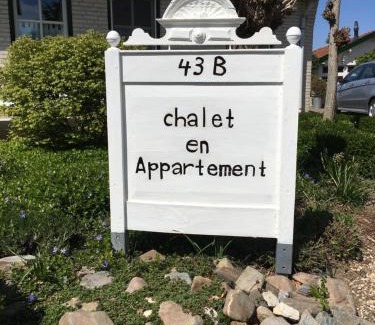 43 B
chalet
en
Appartement